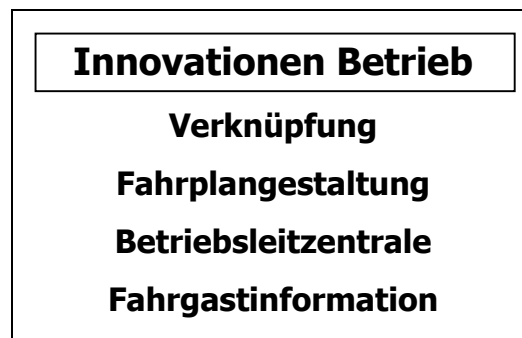 Innovationen Betrieb
Verknüpfung
Fahrplangestaltung
Betriebsleitzentrale
Fahrgastinformation